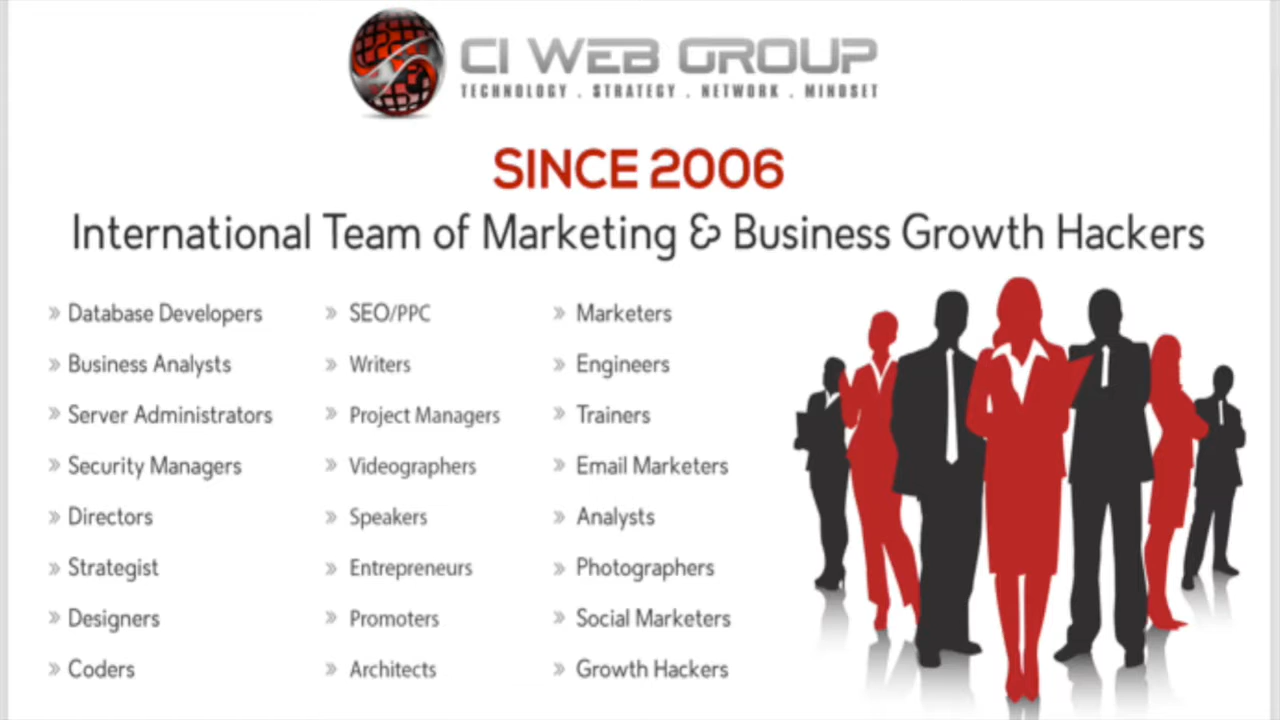 CI WEB GROUP
TECHNOLOGY . STRATEGY . NETWORK . MINDSET
SINCE 2006
International Team of Marketing & Business Growth Hackers
» Database Developers
» Business Analysts
» Server Administrators
» Security Managers
» Directors
» Strategist
» Designers
» Coders
» SEO/PPC
» Writers
» Project Managers
» Videographers
» Speakers
» Entrepreneurs
» Promoters
» Architects
» Marketers
» Engineers
» Trainers
» Email Marketers
» Analysts
» Photographers
» Social Marketers
» Growth Hackers